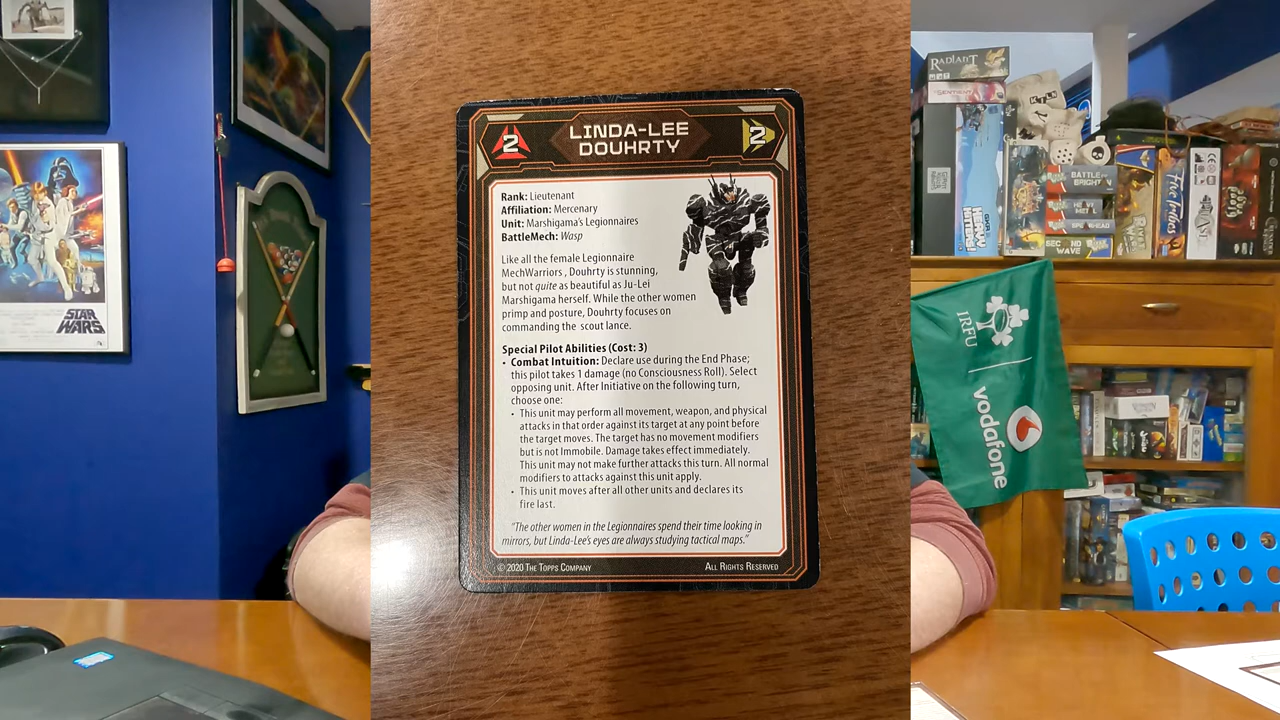 STAR
WARS
2
LINDA-LEE
DOUHRTY
2
Rank: Lieutenant
Affiliation: Mercenary
Unit: Marshigama's Legionnaires
BattleMech: Wasp
Like all the female Legionnaire
MechWarriors , Douhrty is stunning,
but not quite as beautiful as Ju-Lei
Marshigama herself. While the other women
primp and posture, Douhrty focuses on
commanding the scout lance.
Special Pilot Abilities (Cost: 3)
• Combat Intuition: Declare use during the End Phase;
this pilot takes 1 damage (no Consciousness Roll). Select
opposing unit. After Initiative on the following turn,
choose one:
• This unit may perform all movement, weapon, and physical
attacks in that order against its target at any point before
the target moves. The target has no movement modifiers
but is not Immobile. Damage takes effect immediately.
This unit may not make further attacks this turn. All normal
modifiers to attacks against this unit apply.
• This unit moves after all other units and declares its
fire last.
"The other women in the Legionnaires spend their time looking in
mirrors, but Linda-Lee's eyes are always studying tactical maps."
© 2020 The Topps Company
All Rights Reserved
RADIANT
SENTIENT
KTLN
BATTLE
BRIGHTEN
HEAVY
METAL
SPEARHEAD
SECOND
WAVE
IRFU
vodafone